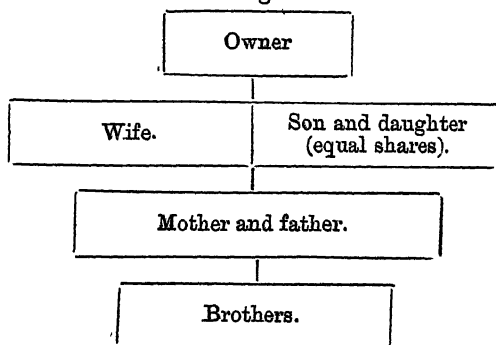 Owner
Wife.
Son and daughter
(equal shares).
Mother and father.
Brothers.